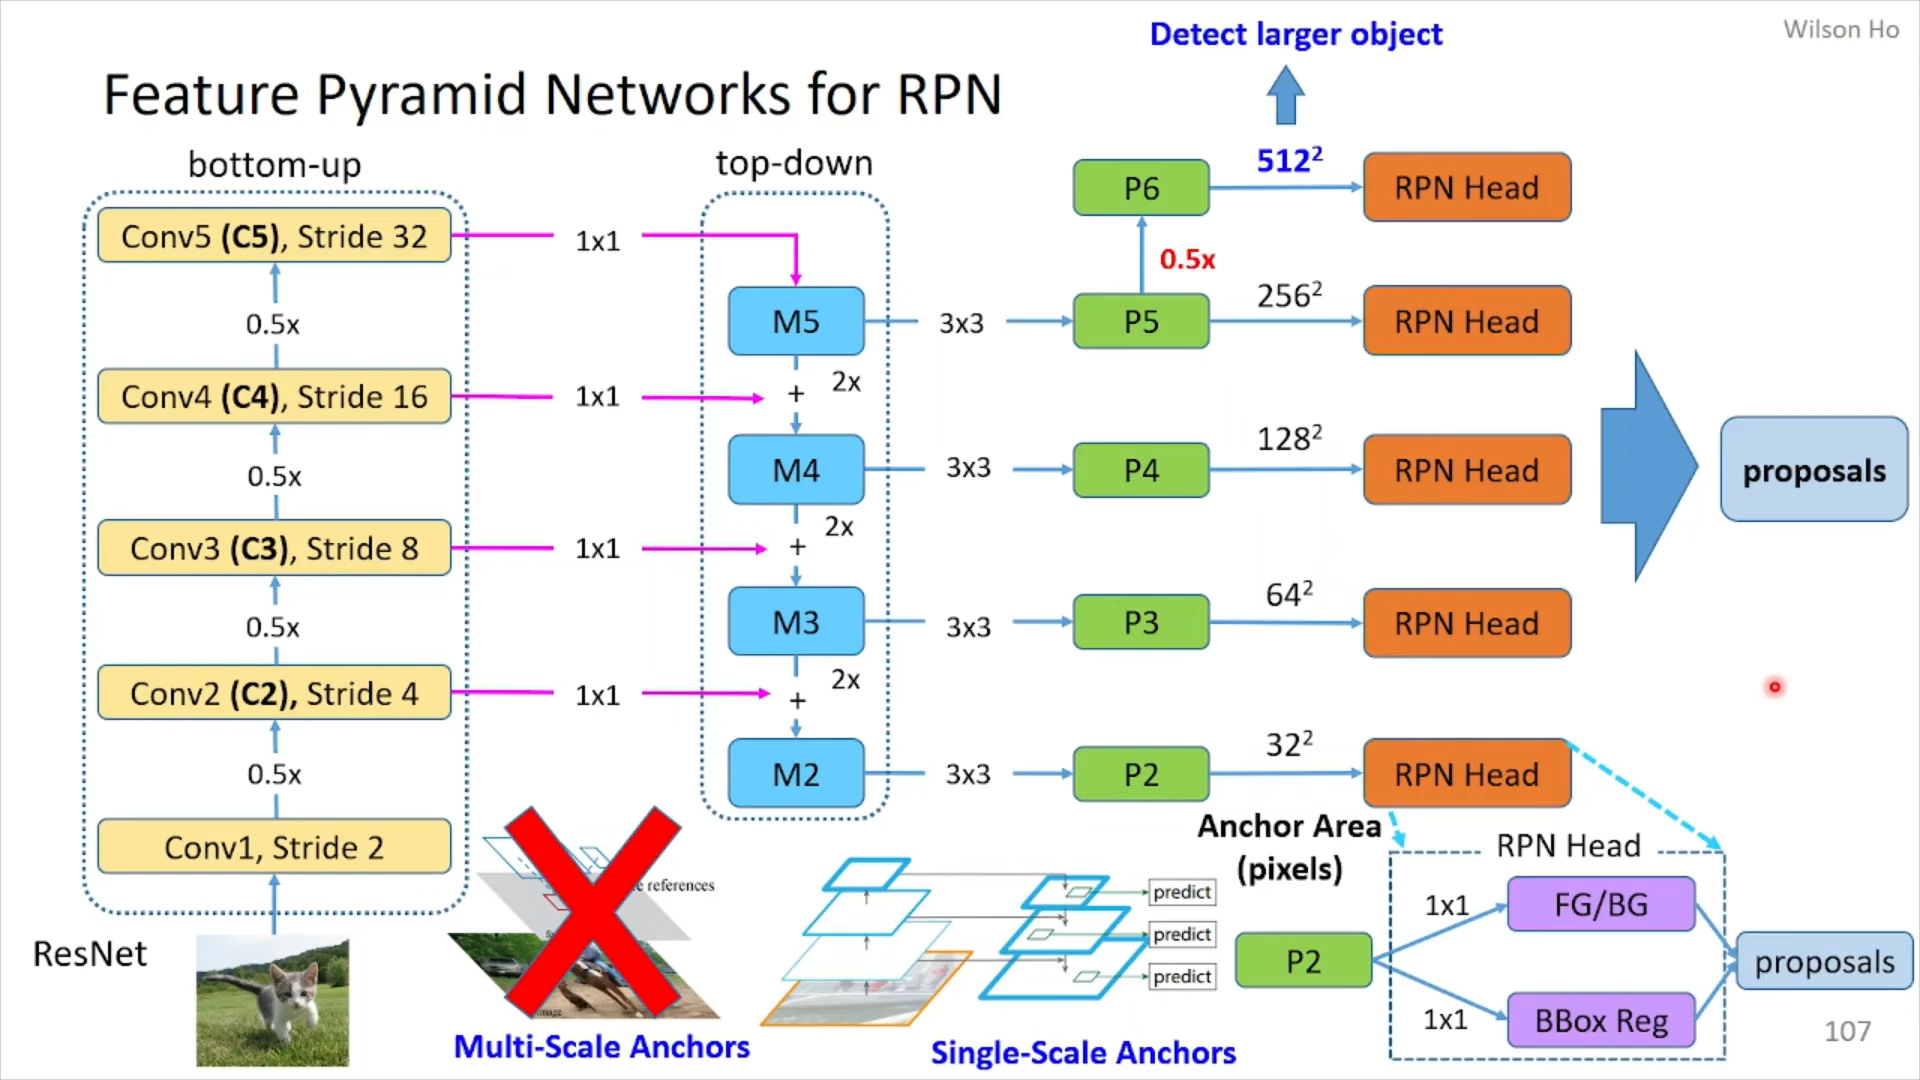 Wilson Ho
Detect larger object
Feature Pyramid Networks for RPN
bottom-up
top-down
Conv5 (C5), Stride 32
1x1
0.5x
Conv4 (C4), Stride 16
1x1
0.5x
Conv3 (C3), Stride 8
1x1
0.5x
Conv2 (C2), Stride 4
1x1
0.5x
Conv1, Stride 2
ResNet
M5
2x
+
M4
2x
+
M3
2x
+
M2
3x3
3x3
3x3
3x3
P6
512²
RPN Head
0.5x
P5
256²
RPN Head
P4
128²
RPN Head
P3
64²
RPN Head
P2
32²
RPN Head
proposals
Anchor Area
(pixels)
references
image
Multi-Scale Anchors
predict
predict
predict
Single-Scale Anchors
RPN Head
P2
1x1
FG/BG
1x1
BBox Reg
proposals
107